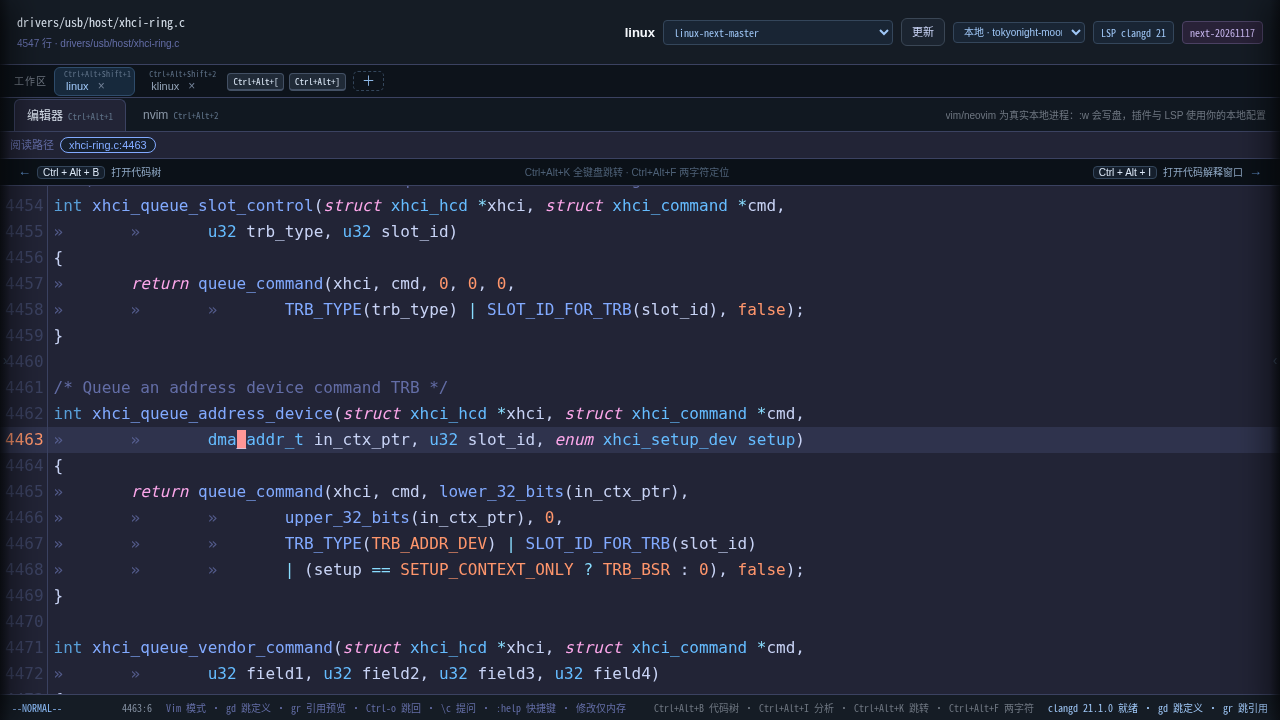 drivers/usb/host/xhci-ring.c
4547 行 · drivers/usb/host/xhci-ring.c
linux linux-next-master 更新 本地 · tokyonight-moon LSP clangd 21 next-20261117
工作区 Ctrl+Alt+Shift+1 linux × Ctrl+Alt+Shift+2 klinux × Ctrl+Alt+[ Ctrl+Alt+] +
编辑器 Ctrl+Alt+1 nvim Ctrl+Alt+2 vim/neovim 为真实本地进程：:w 会写盘，插件与 LSP 使用你的本地配置
阅读路径 xhci-ring.c:4463
← Ctrl + Alt + B 打开代码树 Ctrl+Alt+K 全键盘跳转 · Ctrl+Alt+F 两字符定位 Ctrl + Alt + I 打开代码解释窗口 →
4454 int xhci_queue_slot_control(struct xhci_hcd *xhci, struct xhci_command *cmd,
4455 » » u32 trb_type, u32 slot_id)
4456 {
4457 » return queue_command(xhci, cmd, 0, 0, 0,
4458 » » » TRB_TYPE(trb_type) | SLOT_ID_FOR_TRB(slot_id), false);
4459 }
4460
4461 /* Queue an address device command TRB */
4462 int xhci_queue_address_device(struct xhci_hcd *xhci, struct xhci_command *cmd,
4463 » » dma_addr_t in_ctx_ptr, u32 slot_id, enum xhci_setup_dev setup)
4464 {
4465 » return queue_command(xhci, cmd, lower_32_bits(in_ctx_ptr),
4466 » » » upper_32_bits(in_ctx_ptr), 0,
4467 » » » TRB_TYPE(TRB_ADDR_DEV) | SLOT_ID_FOR_TRB(slot_id)
4468 » » » | (setup == SETUP_CONTEXT_ONLY ? TRB_BSR : 0), false);
4469 }
4470
4471 int xhci_queue_vendor_command(struct xhci_hcd *xhci, struct xhci_command *cmd,
4472 » » u32 field1, u32 field2, u32 field3, u32 field4)
--NORMAL-- 4463:6 Vim 模式 · gd 跳定义 · gr 引用预览 · Ctrl-o 跳回 · \c 提问 · :help 快捷键 · 修改仅内存 Ctrl+Alt+B 代码树 · Ctrl+Alt+I 分析 · Ctrl+Alt+K 跳转 · Ctrl+Alt+F 两字符 clangd 21.1.0 就绪 · gd 跳定义 · gr 跳引用